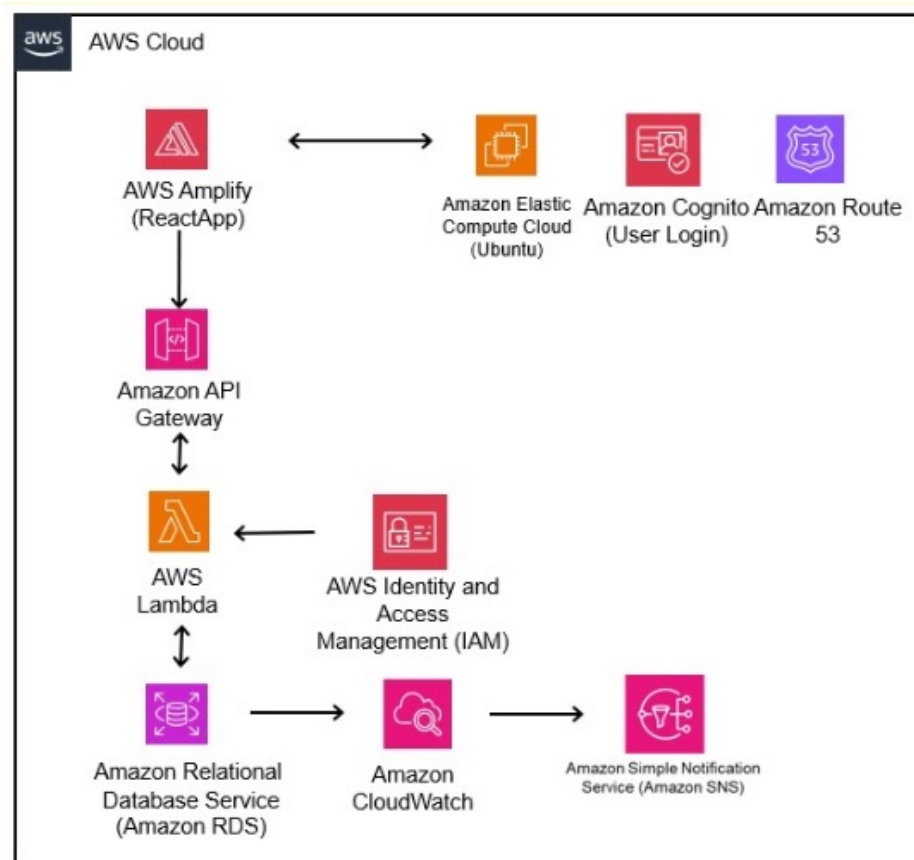 aws
AWS Cloud
AWS Amplify
(ReactApp)
Amazon Elastic
Compute Cloud
(Ubuntu)
Amazon Cognito
(User Login)
53
Amazon Route
53
</>
Amazon API
Gateway
AWS
Lambda
AWS Identity and
Access
Management (IAM)
Amazon Relational
Database Service
(Amazon RDS)
Amazon
CloudWatch
Amazon Simple Notification
Service (Amazon SNS)